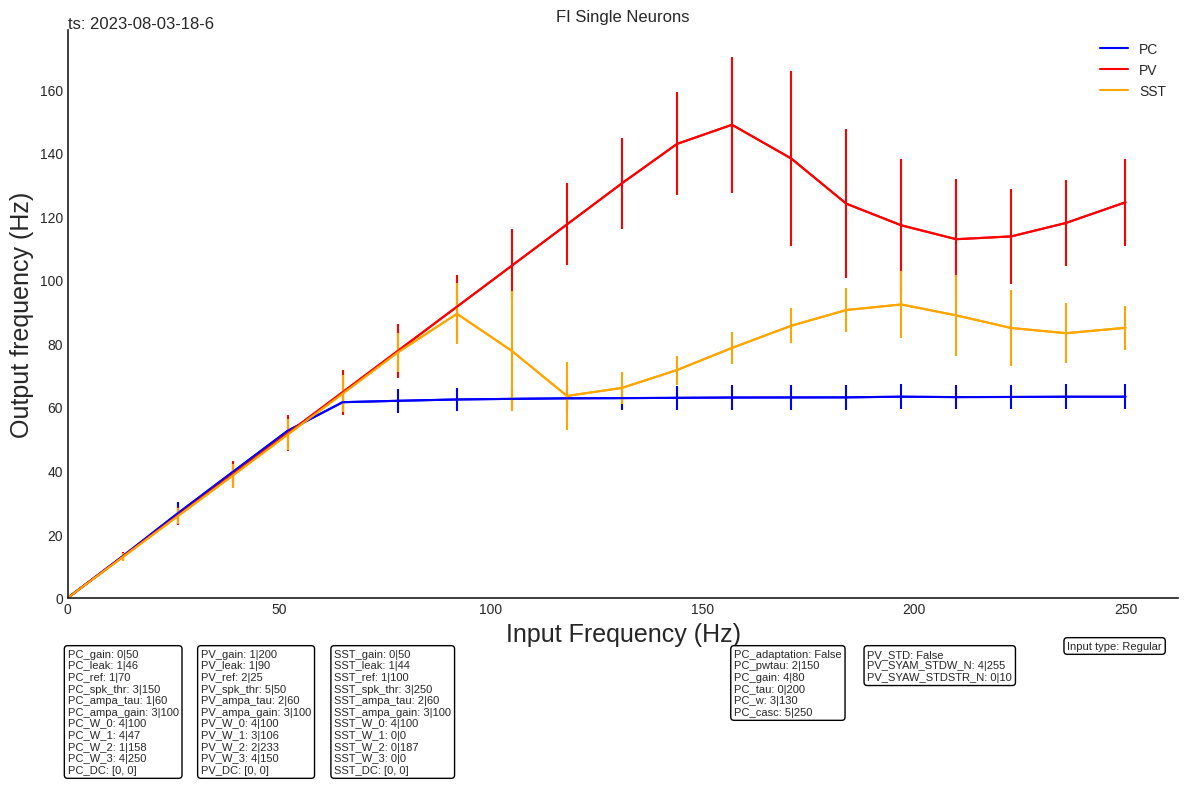 ts: 2023-08-03-18-6
FI Single Neurons
PC
PV
SST
Output frequency (Hz)
160
140
120
100
80
60
40
20
0
0 50 100 150 200 250
Input Frequency (Hz)
PC_gain: 0|50
PC_leak: 1|46
PC_ref: 1|70
PC_spk_thr: 3|150
PC_ampa_tau: 1|60
PC_ampa_gain: 3|100
PC_W_0: 4|100
PC_W_1: 4|47
PC_W_2: 1|158
PC_W_3: 4|250
PC_DC: [0, 0]
PV_gain: 1|200
PV_leak: 1|90
PV_ref: 2|25
PV_spk_thr: 5|50
PV_ampa_tau: 2|60
PV_ampa_gain: 3|100
PV_W_0: 4|100
PV_W_1: 3|106
PV_W_2: 2|233
PV_W_3: 4|150
PV_DC: [0, 0]
SST_gain: 0|50
SST_leak: 1|44
SST_ref: 1|100
SST_spk_thr: 3|250
SST_ampa_tau: 2|60
SST_ampa_gain: 3|100
SST_W_0: 4|100
SST_W_1: 0|0
SST_W_2: 0|187
SST_W_3: 0|0
SST_DC: [0, 0]
PC_adaptation: False
PC_pwtau: 2|150
PC_gain: 4|80
PC_tau: 0|200
PC_w: 3|130
PC_casc: 5|250
PV_STD: False
PV_SYAM_STDW_N: 4|255
PV_SYAW_STDSTR_N: 0|10
Input type: Regular